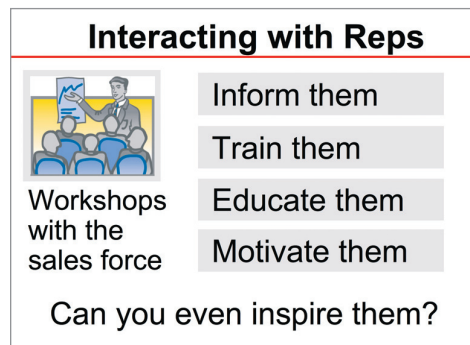 Interacting with Reps
Inform them
Train them
Educate them
Motivate them
Workshops
with the
sales force
Can you even inspire them?